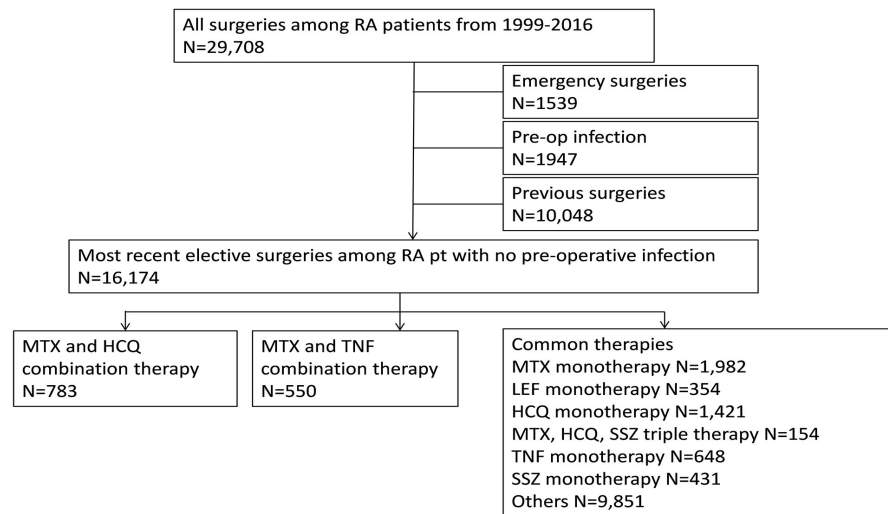 All surgeries among RA patients from 1999-2016
N=29,708
Emergency surgeries
N=1539
Pre-op infection
N=1947
Previous surgeries
N=10,048
Most recent elective surgeries among RA pt with no pre-operative infection
N=16,174
MTX and HCQ
combination therapy
N=783
MTX and TNF
combination therapy
N=550
Common therapies
MTX monotherapy N=1,982
LEF monotherapy N=354
HCQ monotherapy N=1,421
MTX, HCQ, SSZ triple therapy N=154
TNF monotherapy N=648
SSZ monotherapy N=431
Others N=9,851